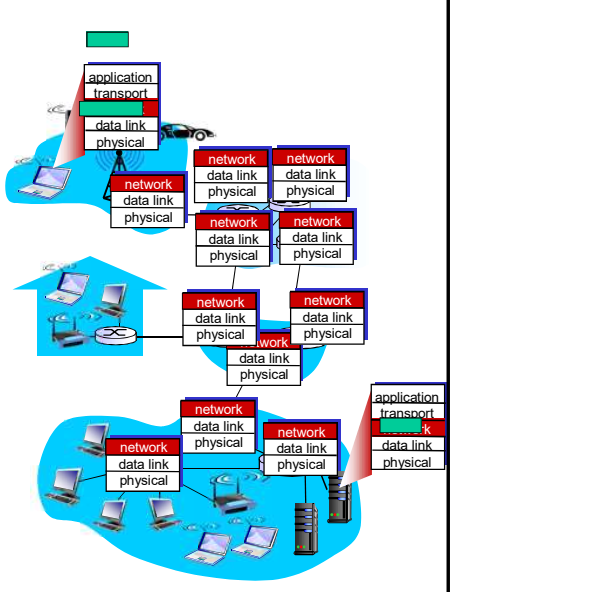 application
transport
data link
physical
network
data link
physical
network
data link
physical
network
data link
physical
network
data link
physical
network
data link
physical
network
data link
physical
network
data link
physical
data link
physical
network
data link
physical
network
data link
physical
network
data link
physical
application
transport
data link
physical